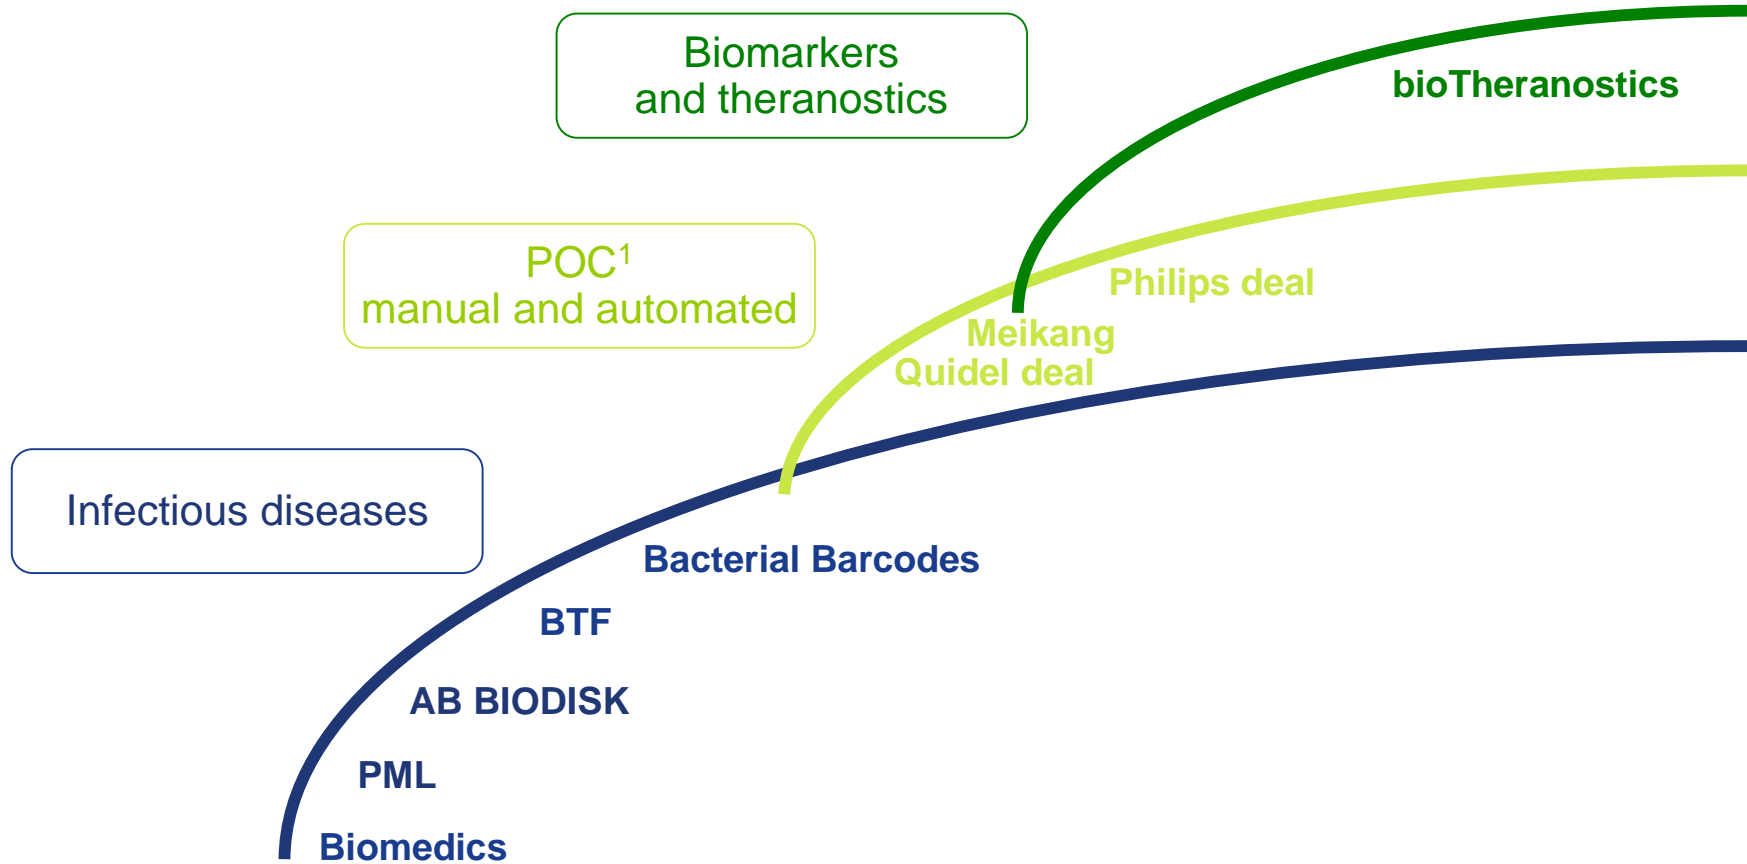 Biomarkers
and theranostics
bioTheranostics
POC¹
manual and automated
Philips deal
Meikang
Quidel deal
Infectious diseases
Bacterial Barcodes
BTF
AB BIODISK
PML
Biomedics